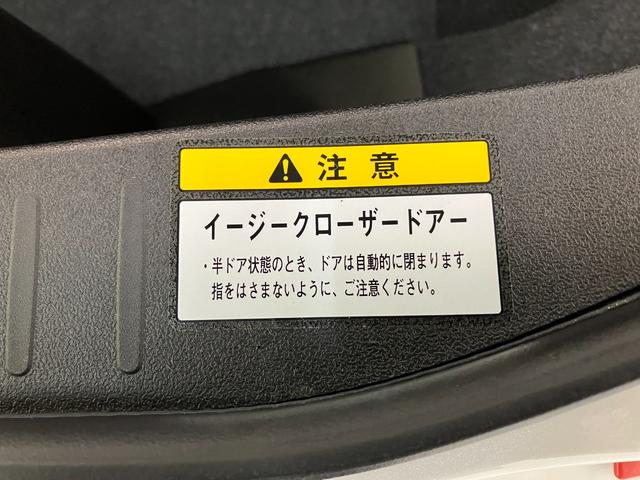 注意
イージークローザードアー
・半ドア状態のとき、ドアは自動的に閉まります。
指をはさまないように、ご注意ください。